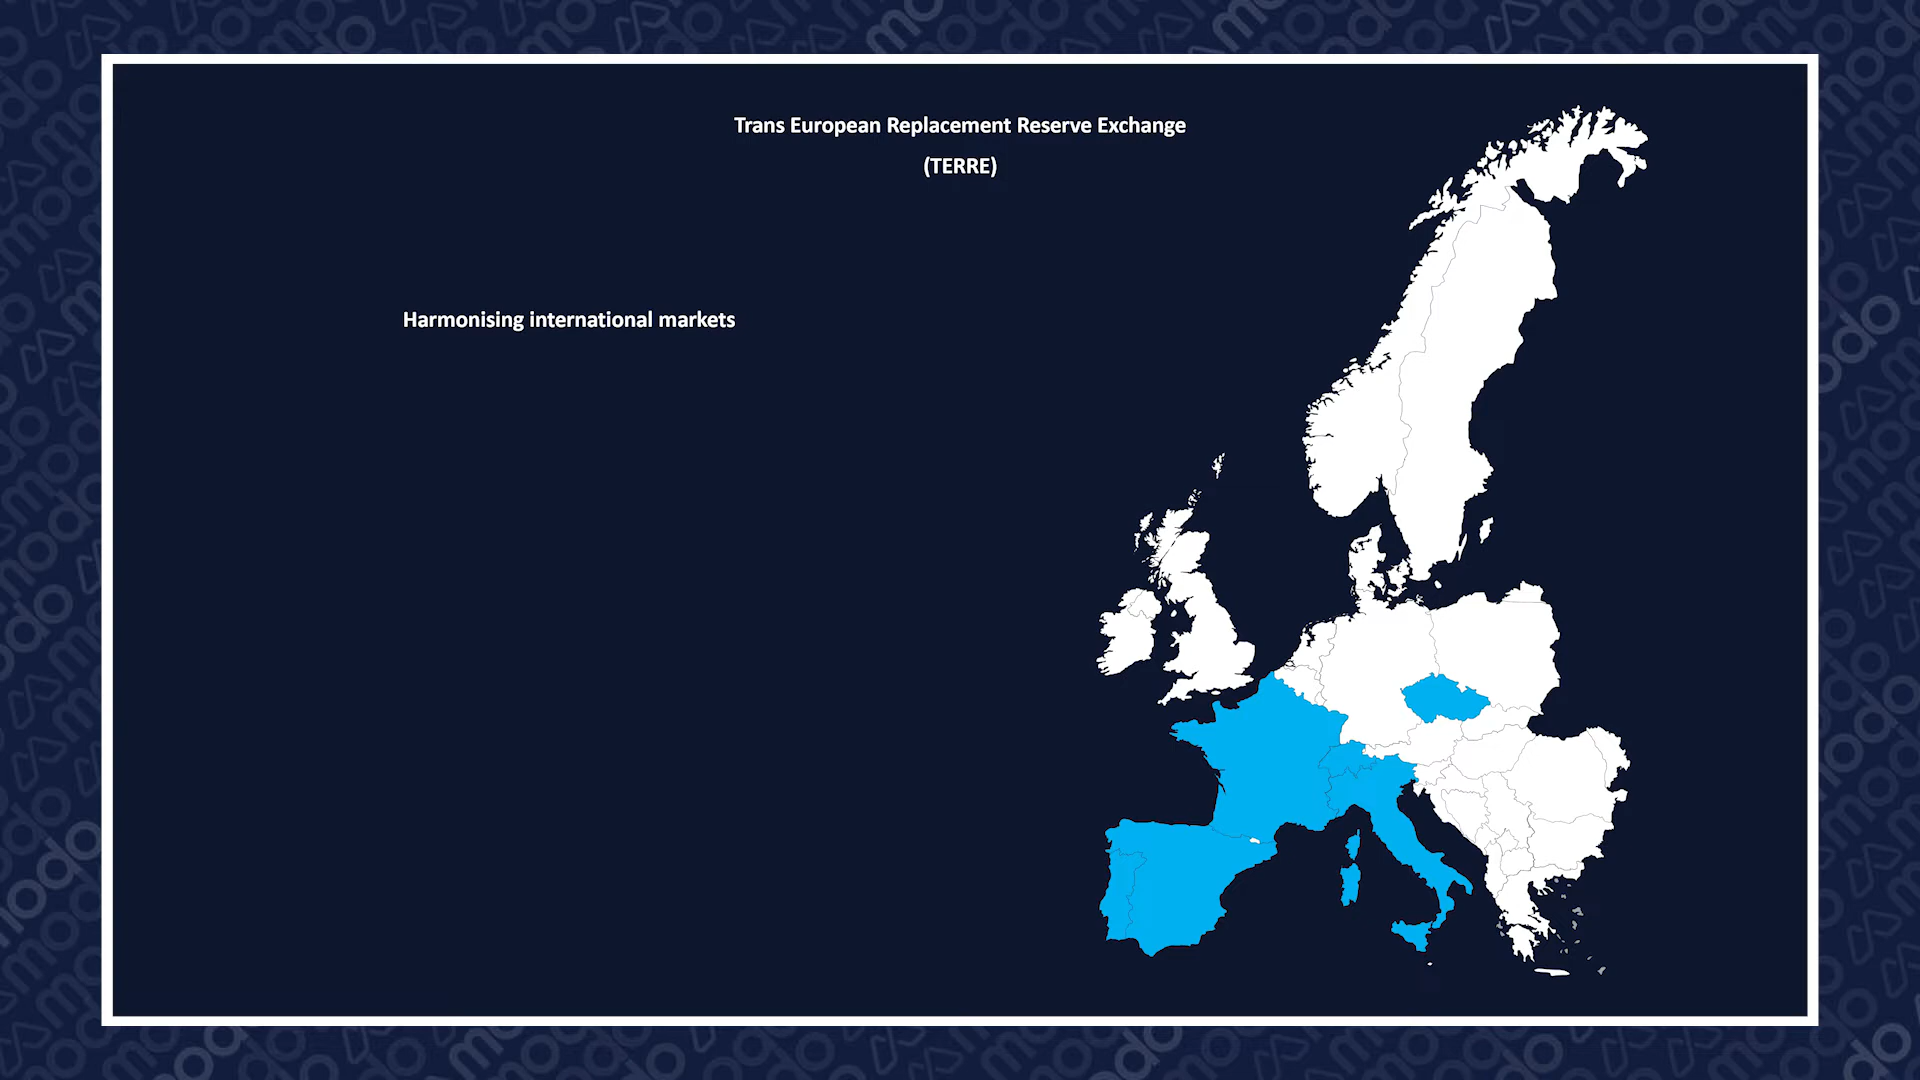 Trans European Replacement Reserve Exchange
(TERRE)
Harmonising international markets